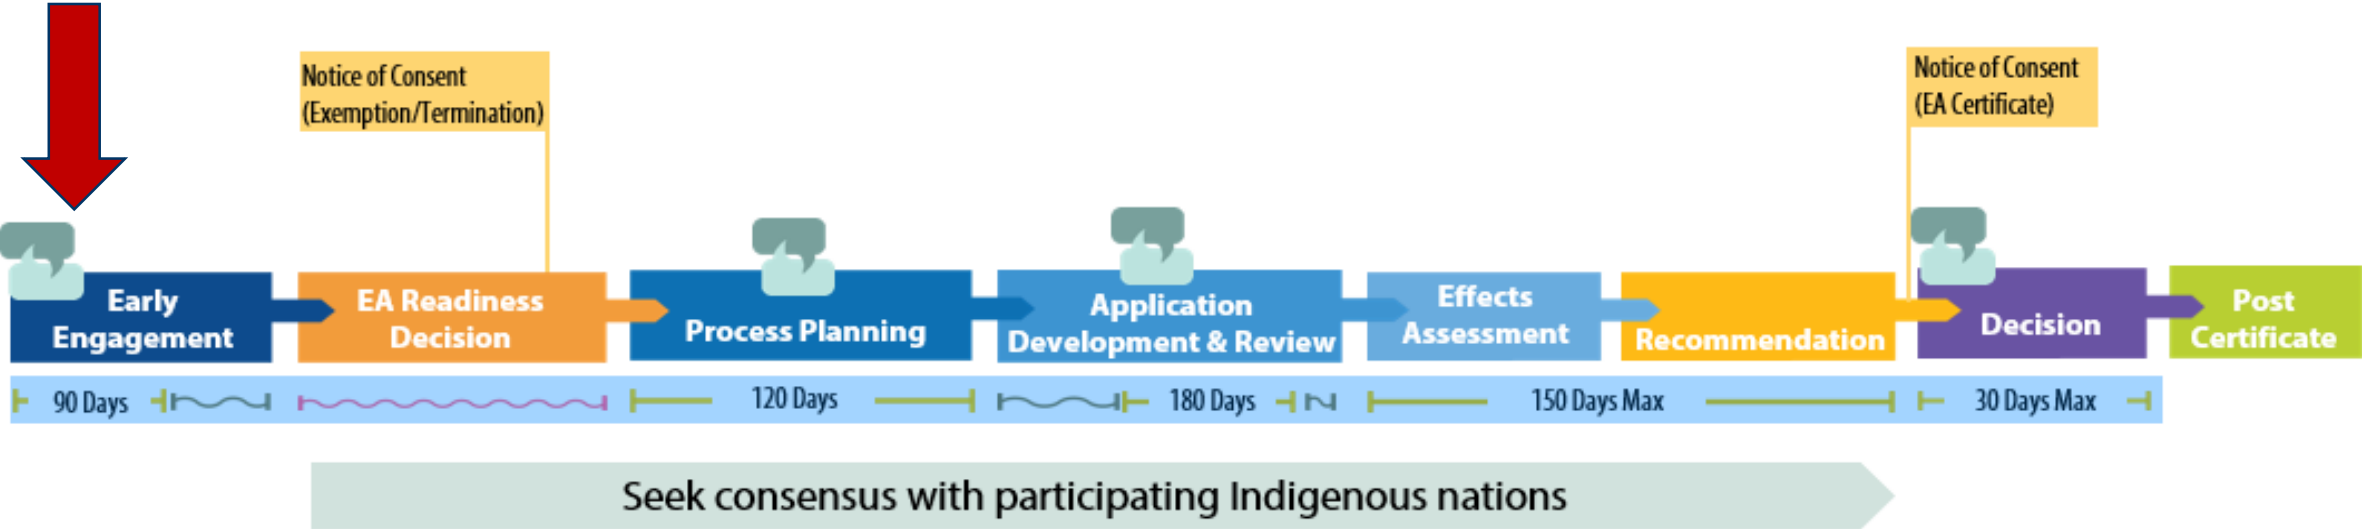 Notice of Consent
(Exemption/Termination)
Notice of Consent
(EA Certificate)
Early
Engagement
EA Readiness
Decision
Process Planning
Application
Development & Review
Effects
Assessment
Recommendation
Decision
Post
Certificate
90 Days
120 Days
180 Days
150 Days Max
30 Days Max
Seek consensus with participating Indigenous nations